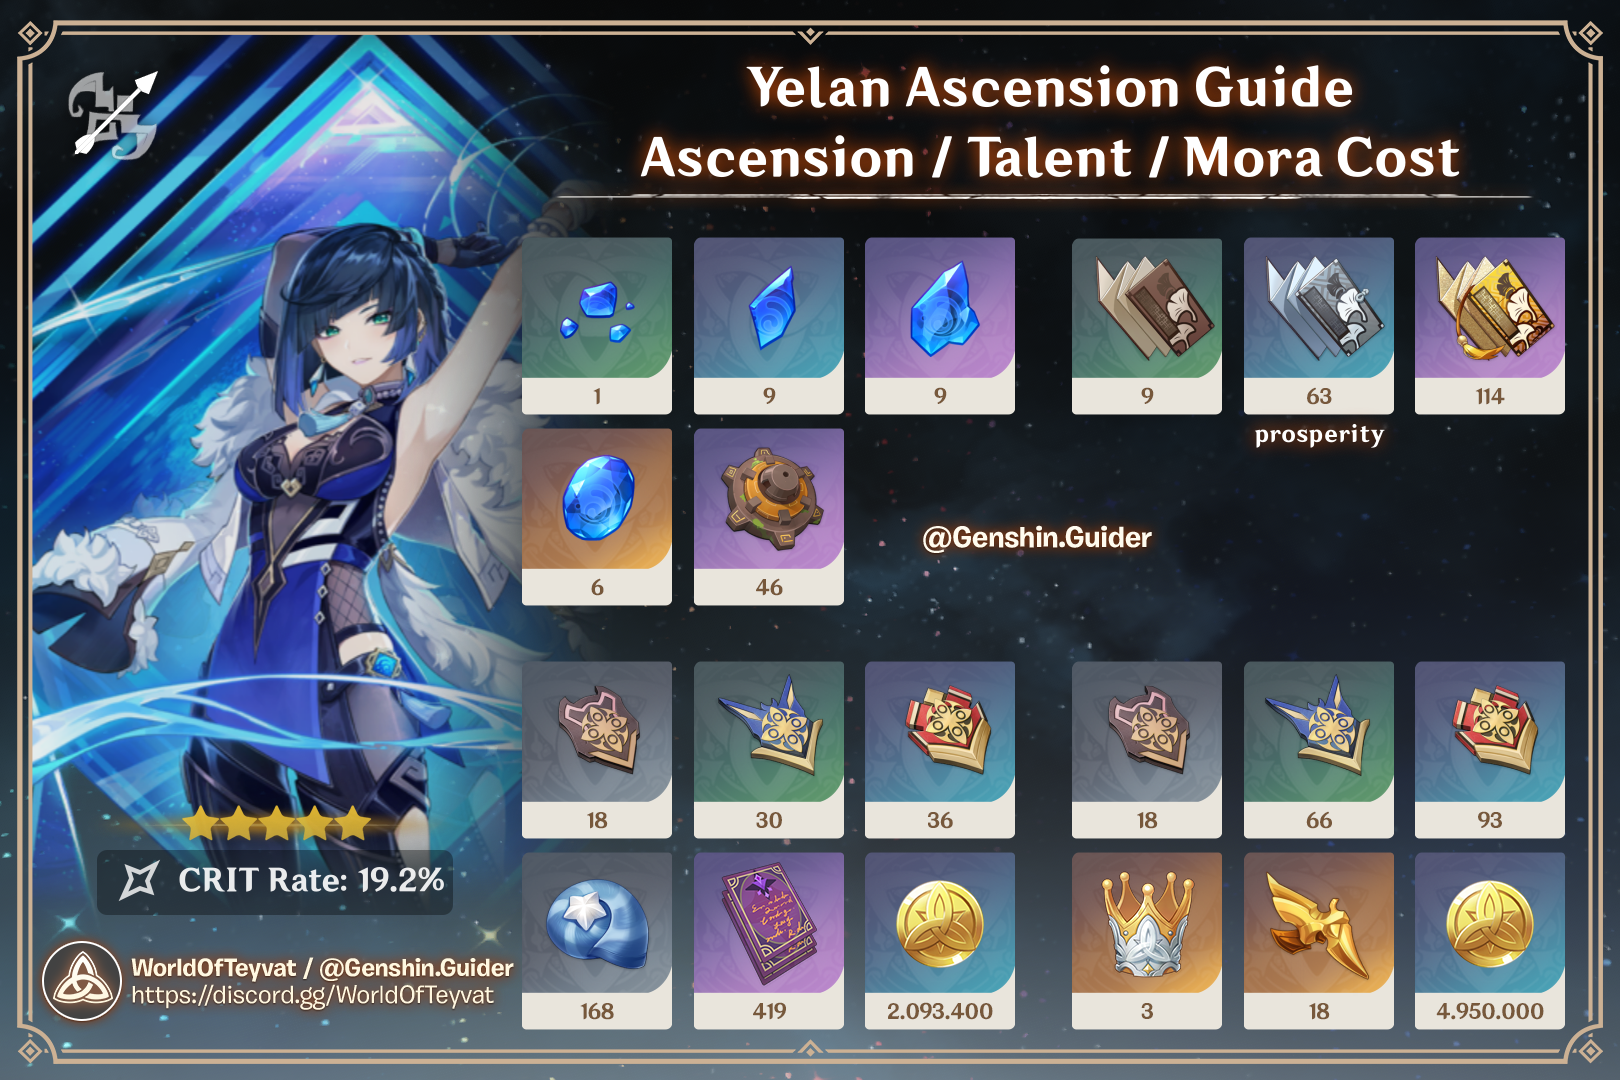 Yelan Ascension Guide
Ascension / Talent / Mora Cost
1
9
9
9
63
114
prosperity
6
46
@Genshin.Guider
18
30
36
18
66
93
168
419
2.093.400
3
18
4.950.000
CRIT Rate: 19.2%
WorldOfTeyvat / @Genshin.Guider
https://discord.gg/WorldOfTeyvat